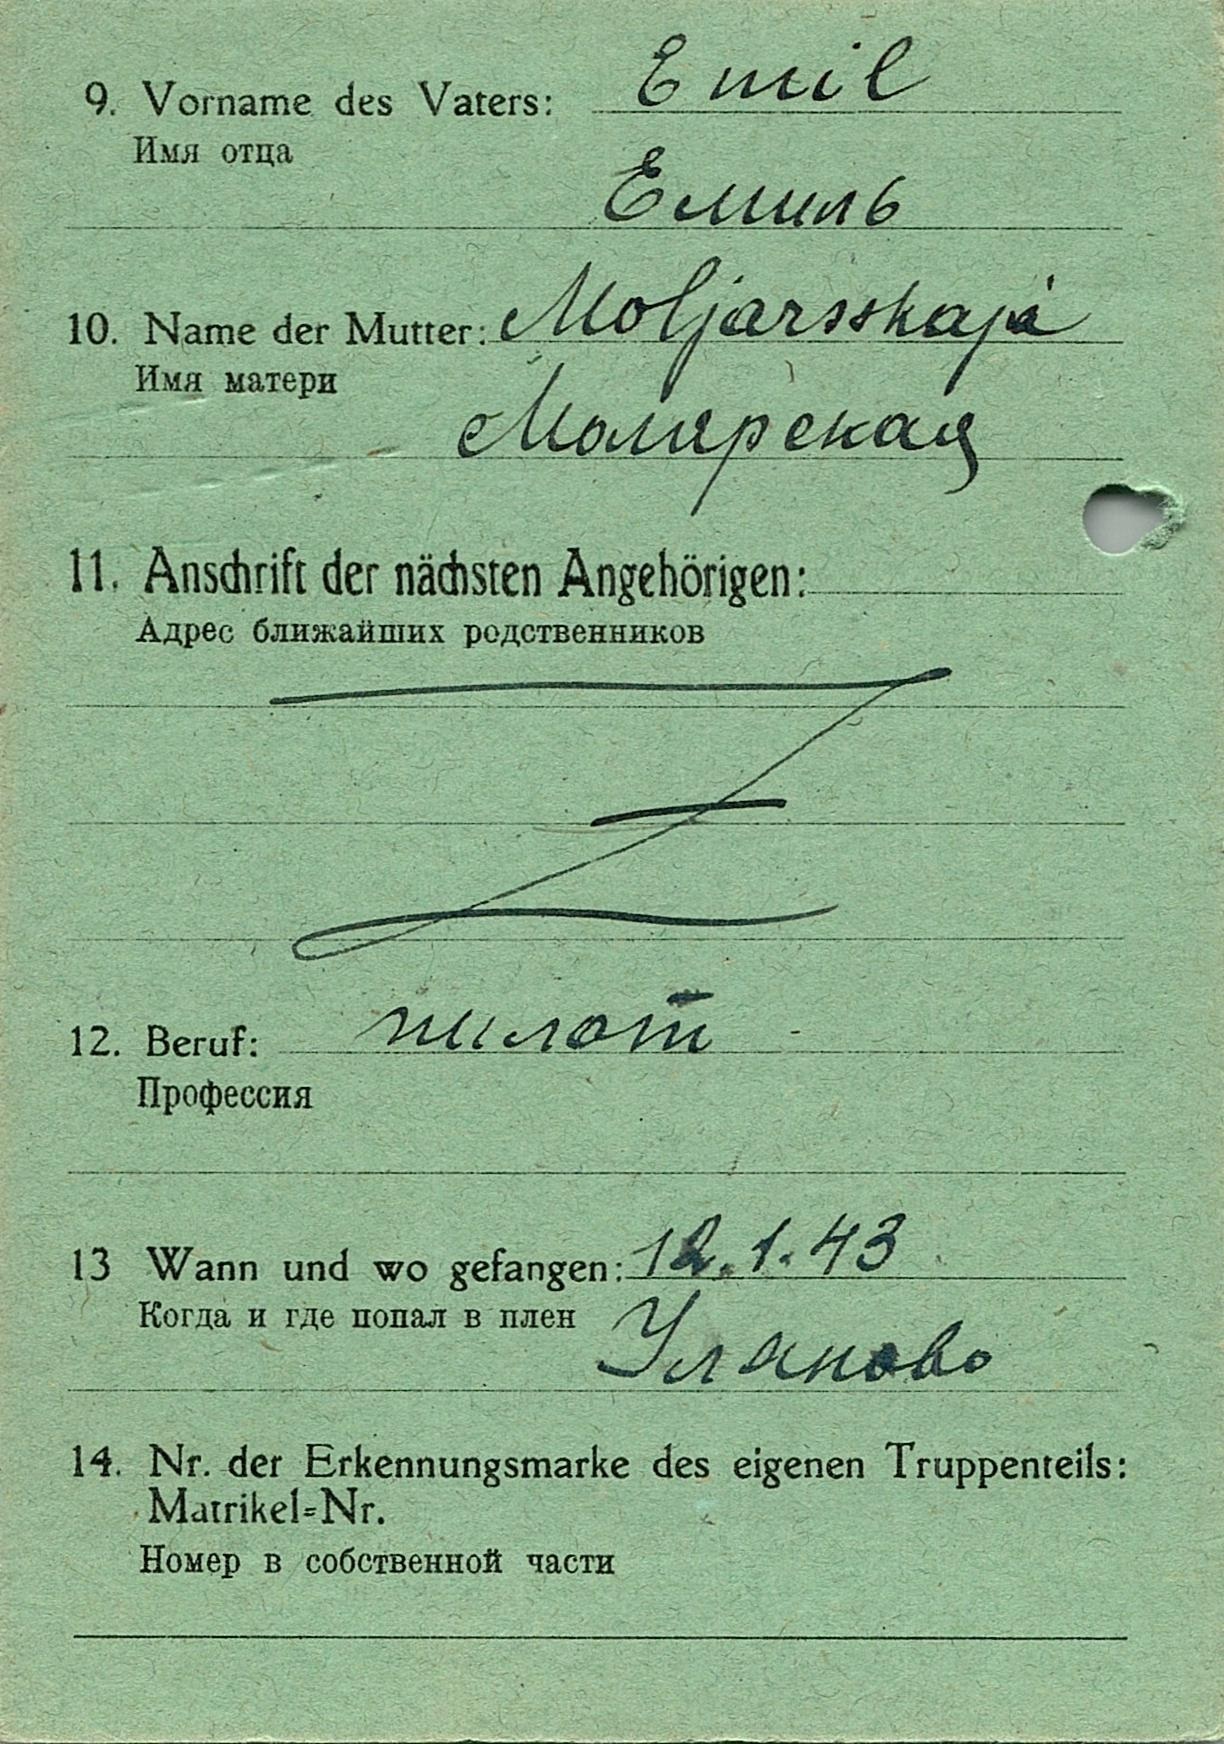 9. Vorname des Vaters: Emil
Имя отца
Емиль
10. Name der Mutter: Moljarsskaja
Имя матери
Молярская
11. Anschrift der nächsten Angehörigen:
Адрес ближайших родственников
12. Beruf: пилот
Профессия
13 Wann und wo gefangen: 12.1.43
Когда и где попал в плен
Уланово
14. Nr. der Erkennungsmarke des eigenen Truppenteils:
Matrikel=Nr.
Номер в собственной части